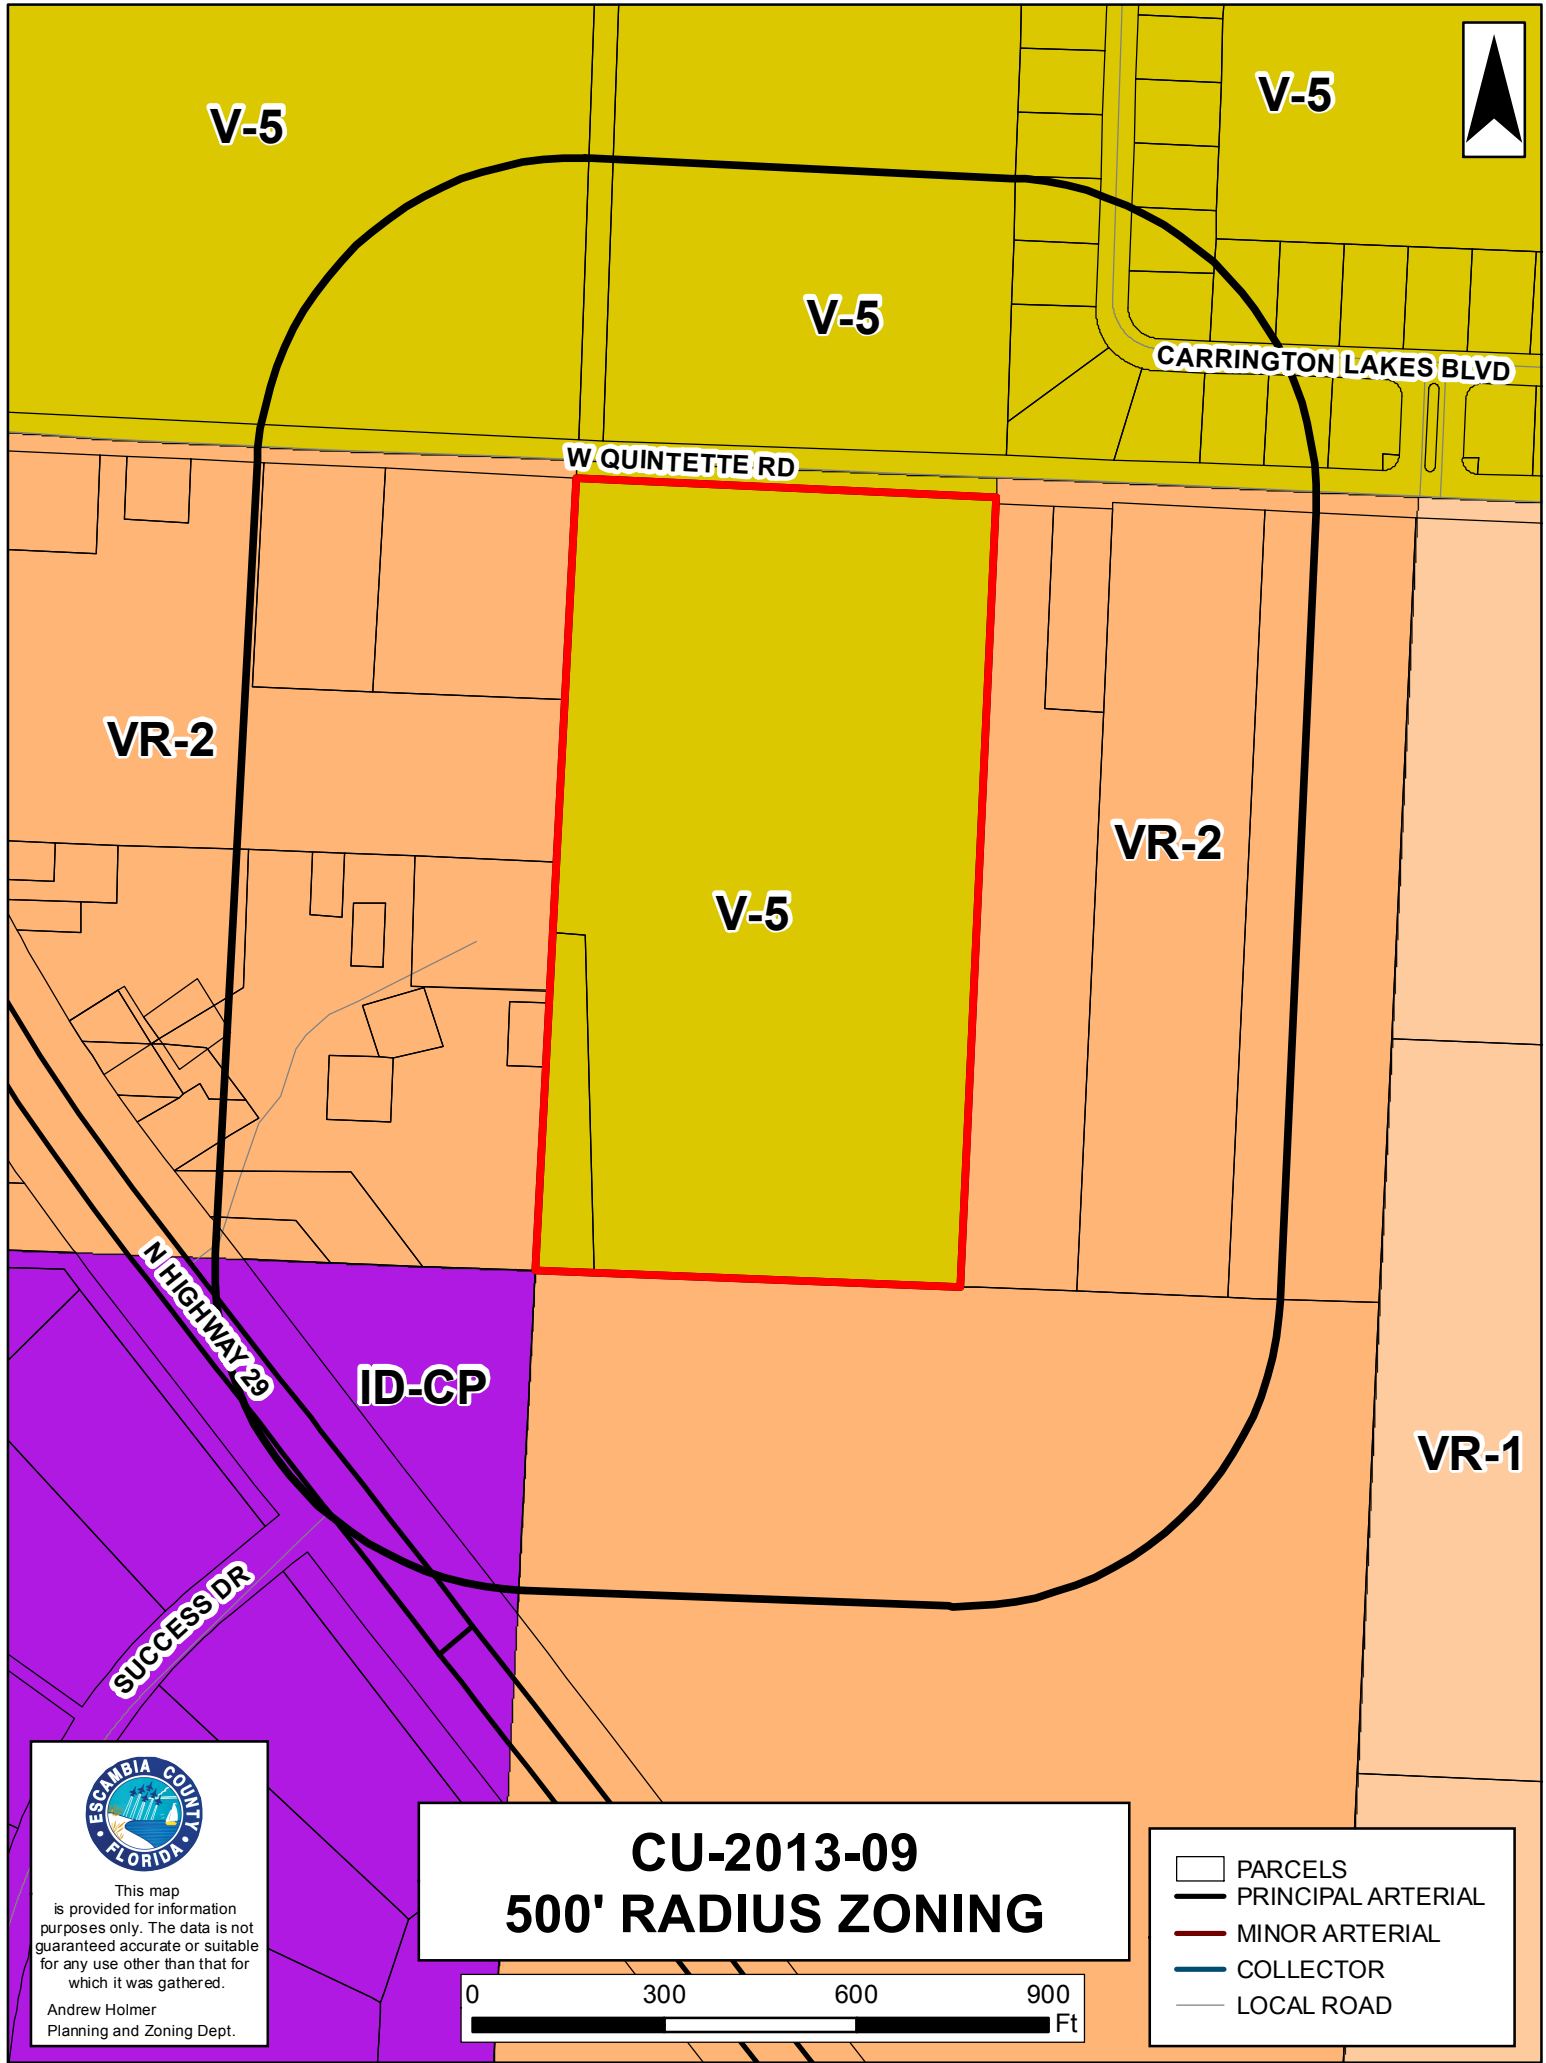 V-5
V-5
V-5
CARRINGTON LAKES BLVD
W QUINTETTE RD
VR-2
VR-2
V-5
N HIGHWAY 29
ID-CP
VR-1
SUCCESS DR
ESCAMBIA COUNTY
FLORIDA
This map
is provided for information
purposes only. The data is not
guaranteed accurate or suitable
for any use other than that for
which it was gathered.
Andrew Holmer
Planning and Zoning Dept.
CU-2013-09
500' RADIUS ZONING
0 300 600 900
Ft
PARCELS
PRINCIPAL ARTERIAL
MINOR ARTERIAL
COLLECTOR
LOCAL ROAD